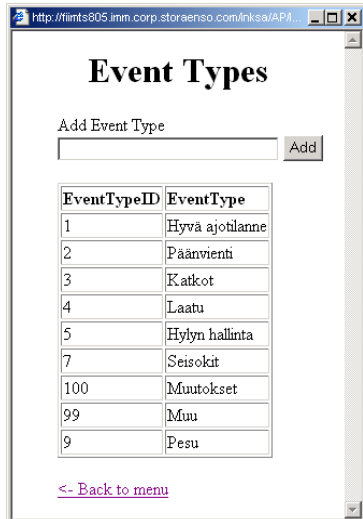 http://fiimts805.imm.corp.storaenso.com/inksa/AP/I...
Event Types
Add Event Type
Add
EventTypeID EventType
1 Hyvä ajotilanne
2 Päänvienti
3 Katkot
4 Laatu
5 Hylyn hallinta
7 Seisokit
100 Muutokset
99 Muu
9 Pesu
<- Back to menu